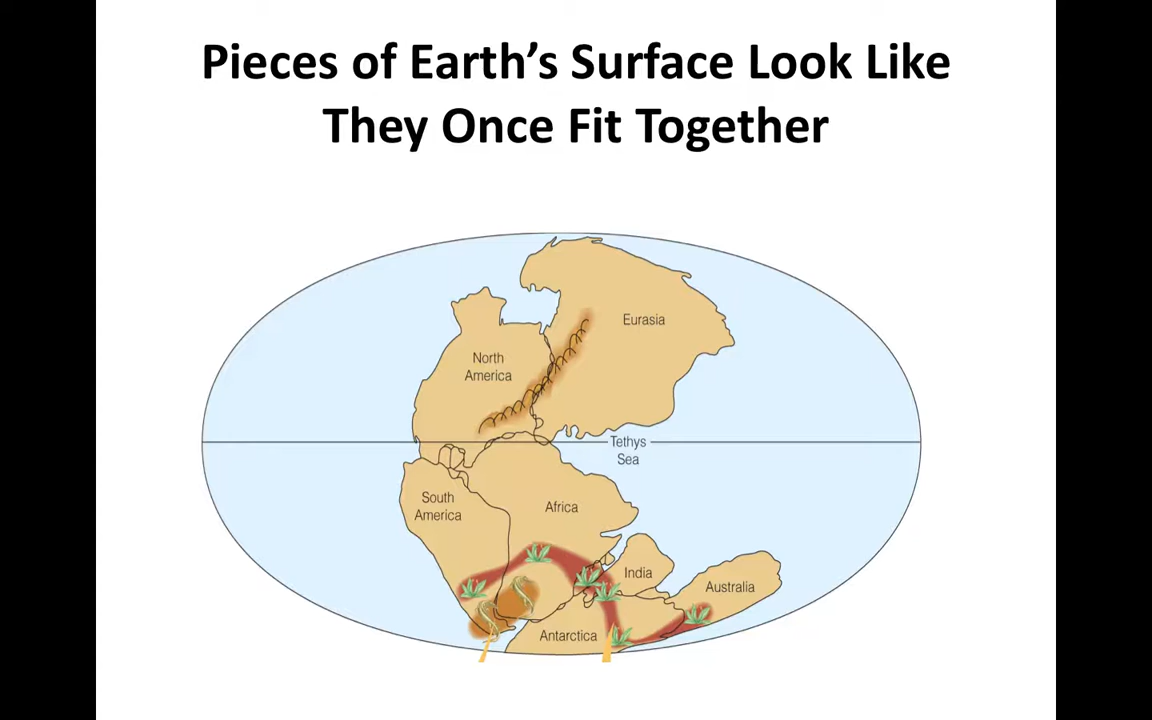 Pieces of Earth’s Surface Look Like
They Once Fit Together
Eurasia
North
America
Tethys
Sea
South
America
Africa
India
Australia
Antarctica